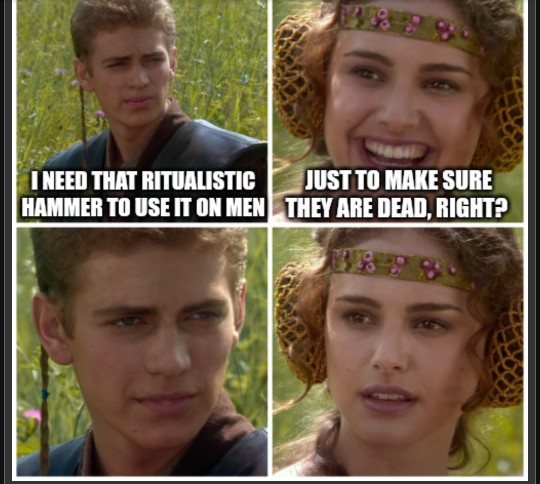 I NEED THAT RITUALISTIC
HAMMER TO USE IT ON MEN
JUST TO MAKE SURE
THEY ARE DEAD, RIGHT?